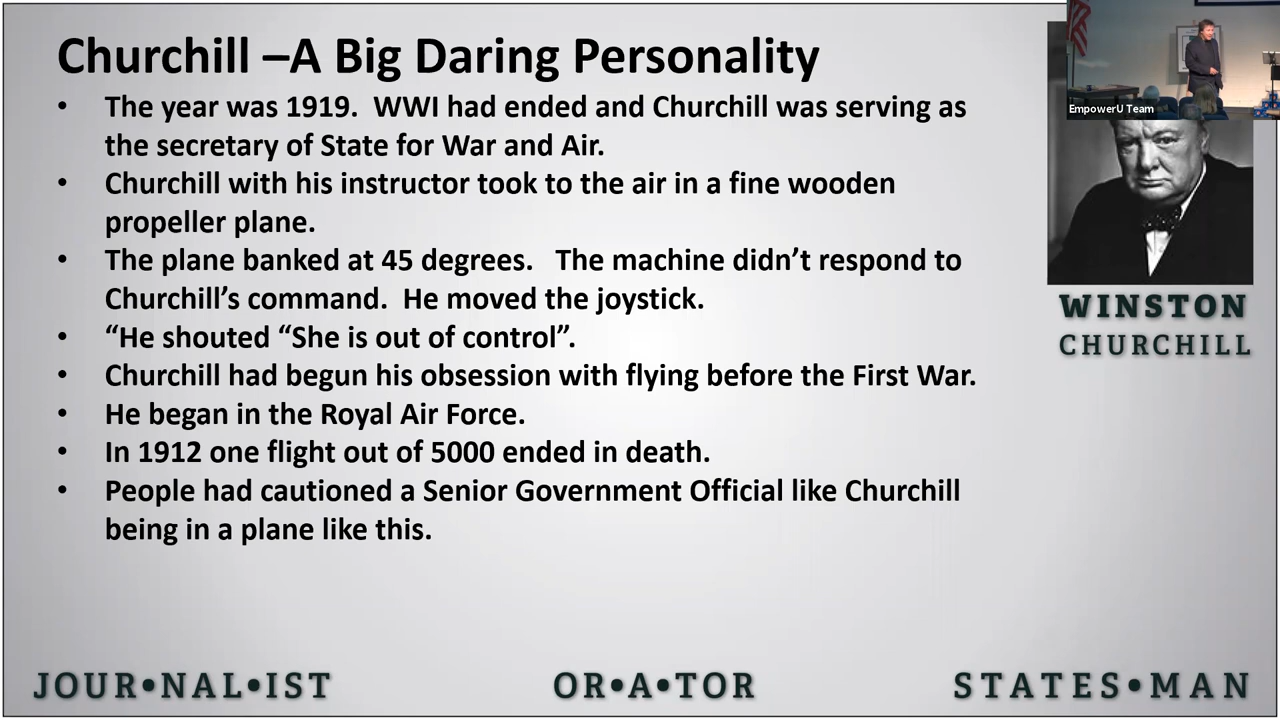 Churchill –A Big Daring Personality
• The year was 1919. WWI had ended and Churchill was serving as
the secretary of State for War and Air.
• Churchill with his instructor took to the air in a fine wooden
propeller plane.
• The plane banked at 45 degrees. The machine didn’t respond to
Churchill’s command. He moved the joystick.
• “He shouted “She is out of control”.
• Churchill had begun his obsession with flying before the First War.
• He began in the Royal Air Force.
• In 1912 one flight out of 5000 ended in death.
• People had cautioned a Senior Government Official like Churchill
being in a plane like this.
EmpowerU Team
WINSTON
CHURCHILL
JOUR•NAL•IST
OR•A•TOR
STATES•MAN